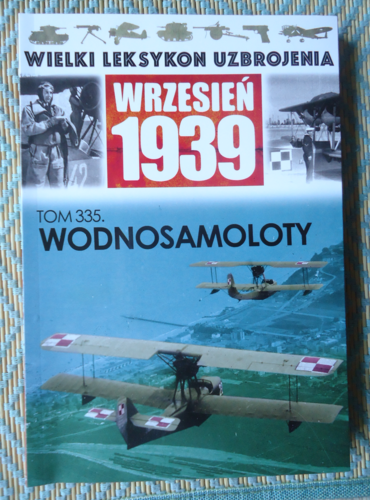 WIELKI LEKSYKON UZBROJENIA
WRZESIEŃ
1939
TOM 335.
WODNOSAMOLOTY